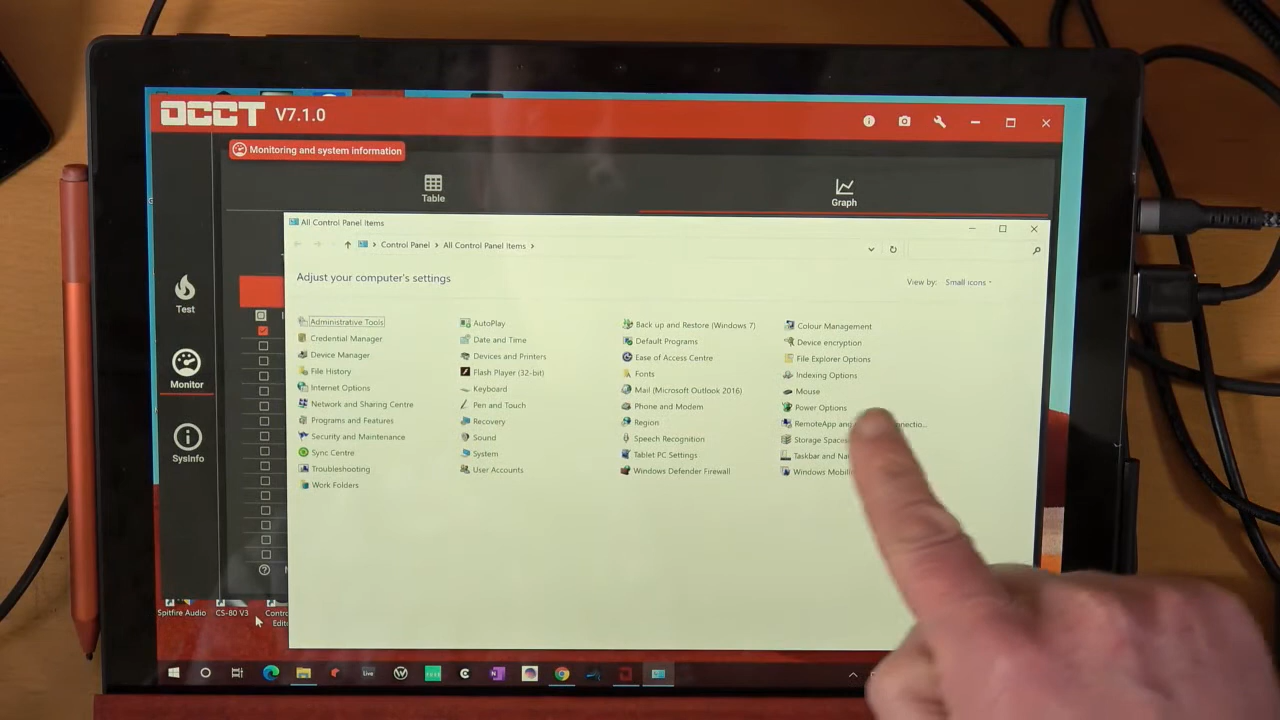 OCCT V7.1.0
Monitoring and system information
Table
Graph
Test
Monitor
SysInfo
All Control Panel Items
Control Panel > All Control Panel Items >
Adjust your computer's settings
View by: Small icons
Administrative Tools
Credential Manager
Device Manager
File History
Internet Options
Network and Sharing Centre
Programs and Features
Security and Maintenance
Sync Centre
Troubleshooting
Work Folders
AutoPlay
Date and Time
Devices and Printers
Flash Player (32-bit)
Keyboard
Pen and Touch
Recovery
Sound
System
User Accounts
Back up and Restore (Windows 7)
Default Programs
Ease of Access Centre
Fonts
Mail (Microsoft Outlook 2016)
Phone and Modem
Region
Speech Recognition
Tablet PC Settings
Windows Defender Firewall
Colour Management
Device encryption
File Explorer Options
Indexing Options
Mouse
Power Options
RemoteApp and
Storage Spaces
Taskbar and
Windows
Spitfire Audio
CS-80 V3
Live